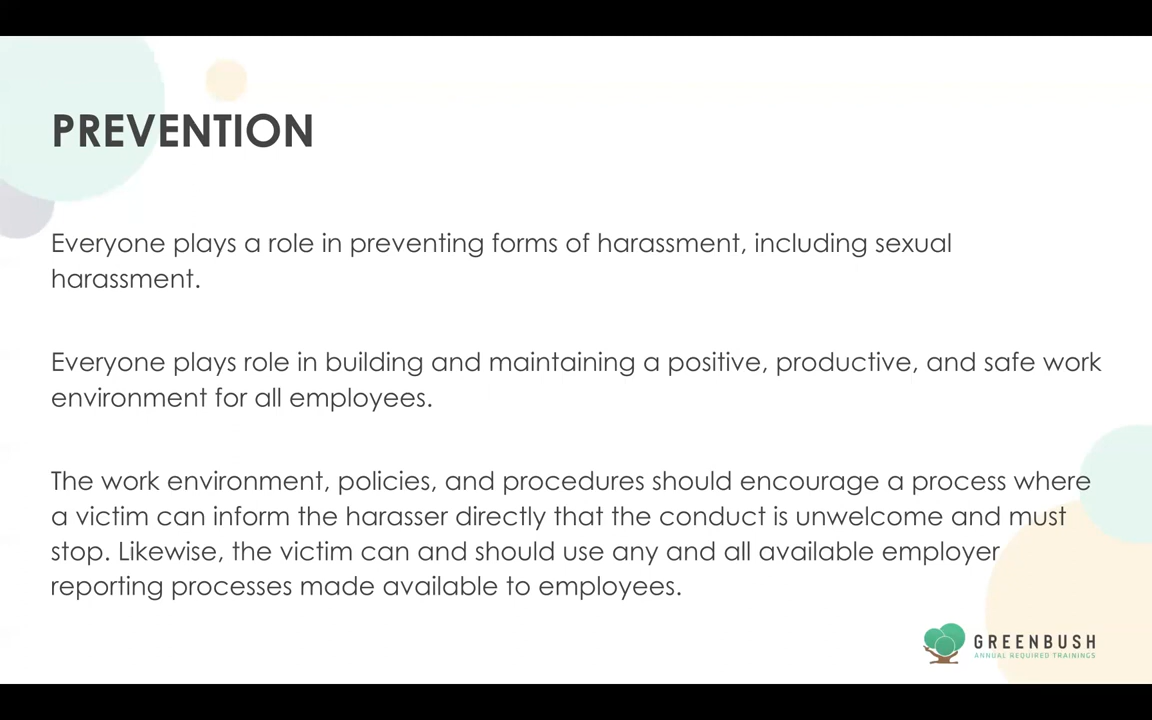 PREVENTION
Everyone plays a role in preventing forms of harassment, including sexual
harassment.
Everyone plays role in building and maintaining a positive, productive, and safe work
environment for all employees.
The work environment, policies, and procedures should encourage a process where
a victim can inform the harasser directly that the conduct is unwelcome and must
stop. Likewise, the victim can and should use any and all available employer
reporting processes made available to employees.
GREENBUSH
ANNUAL REQUIRED TRAININGS